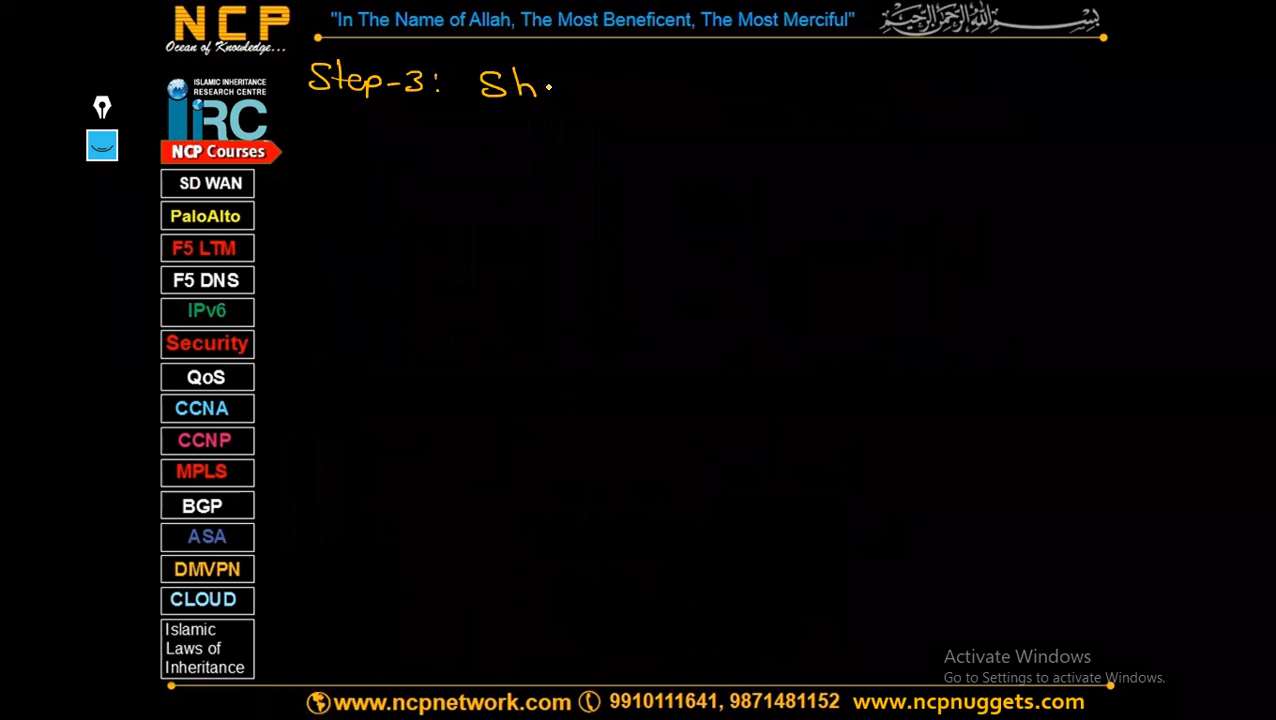 NCP
Ocean of Knowledge...
"In The Name of Allah, The Most Beneficent, The Most Merciful"
بسم الله الرحمن الرحيم
Step-3: Sh
ISLAMIC INHERITANCE
RESEARCH CENTRE
IRC
NCP Courses
SD WAN
PaloAlto
F5 LTM
F5 DNS
IPv6
Security
QoS
CCNA
CCNP
MPLS
BGP
ASA
DMVPN
CLOUD
Islamic
Laws of
Inheritance
Activate Windows
Go to Settings to activate Windows.
www.ncpnetwork.com 9910111641, 9871481152 www.ncpnuggets.com